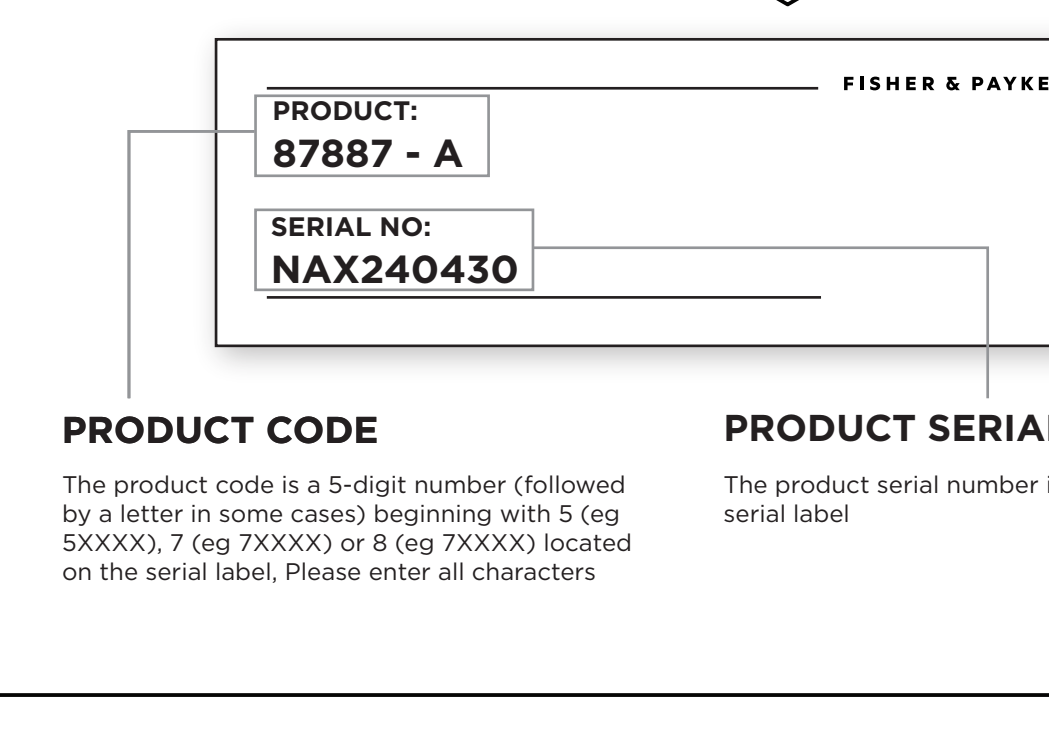 FISHER & PAYKE
PRODUCT:
87887 - A
SERIAL NO:
NAX240430
PRODUCT CODE
The product code is a 5-digit number (followed
by a letter in some cases) beginning with 5 (eg
5XXXX), 7 (eg 7XXXX) or 8 (eg 7XXXX) located
on the serial label, Please enter all characters
PRODUCT SERIAL
The product serial number i
serial label